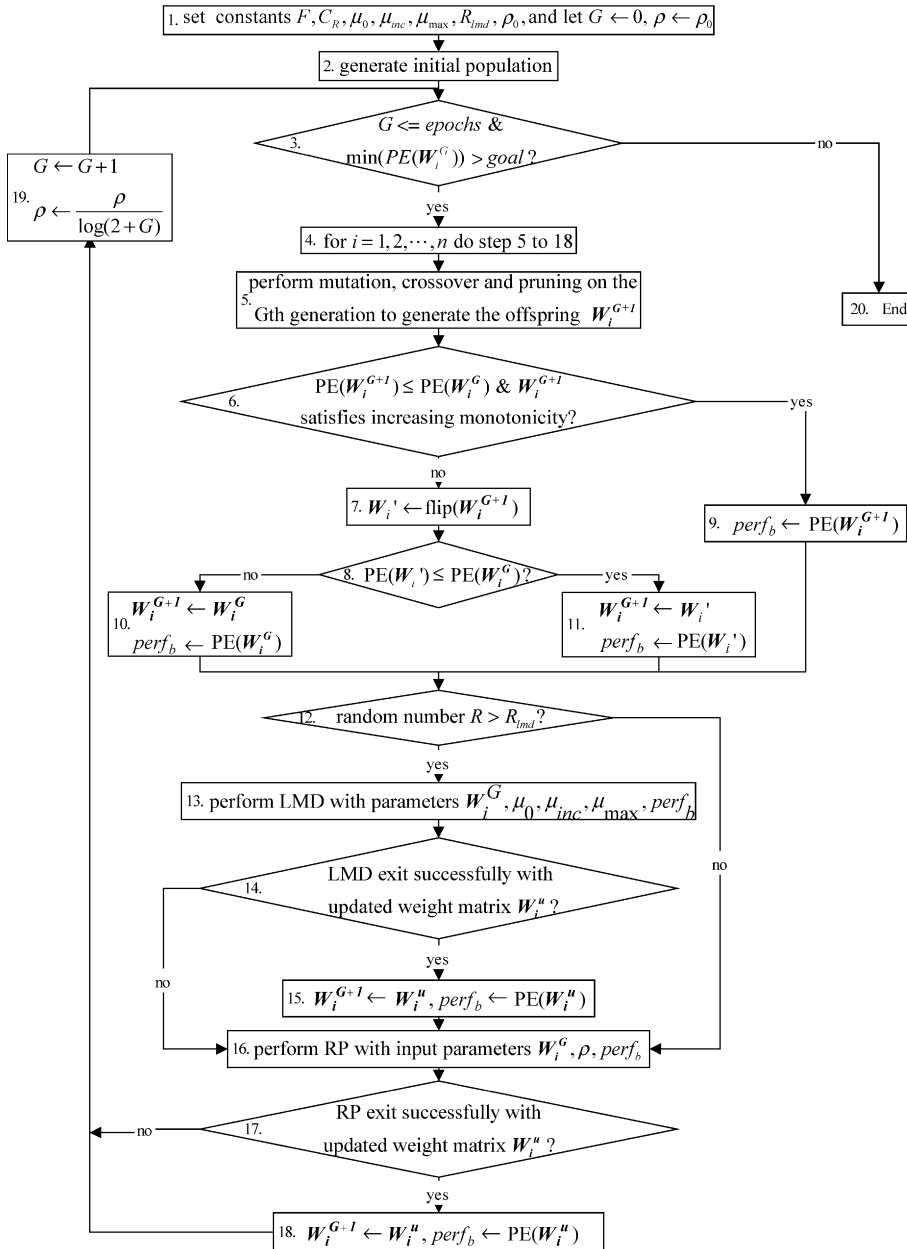 1. set constants F, C_R, μ_0, μ_inc, μ_max, R_lmd, ρ_0, and let G ← 0, ρ ← ρ_0
2. generate initial population
3. G <= epochs &
min(PE(W_i^G)) > goal ?
no
yes
G ← G+1
19. ρ ← ρ / log(2 + G)
4. for i = 1, 2, ⋯, n do step 5 to 18
5. perform mutation, crossover and pruning on the
Gth generation to generate the offspring W_i^{G+1}
20. End
6. PE(W_i^{G+1}) ≤ PE(W_i^G) & W_i^{G+1}
satisfies increasing monotonicity?
yes
no
7. W_i' ← flip(W_i^{G+1})
9. perf_b ← PE(W_i^{G+1})
8. PE(W_i') ≤ PE(W_i^G)?
no
yes
10. W_i^{G+1} ← W_i^G
perf_b ← PE(W_i^G)
11. W_i^{G+1} ← W_i'
perf_b ← PE(W_i')
12. random number R > R_lmd?
yes
no
13. perform LMD with parameters W_i^G, μ_0, μ_inc, μ_max, perf_b
14. LMD exit successfully with
updated weight matrix W_i^u ?
yes
no
15. W_i^{G+1} ← W_i^u, perf_b ← PE(W_i^u)
16. perform RP with input parameters W_i^G, ρ, perf_b
17. RP exit successfully with
updated weight matrix W_i^u ?
no
yes
18. W_i^{G+1} ← W_i^u, perf_b ← PE(W_i^u)